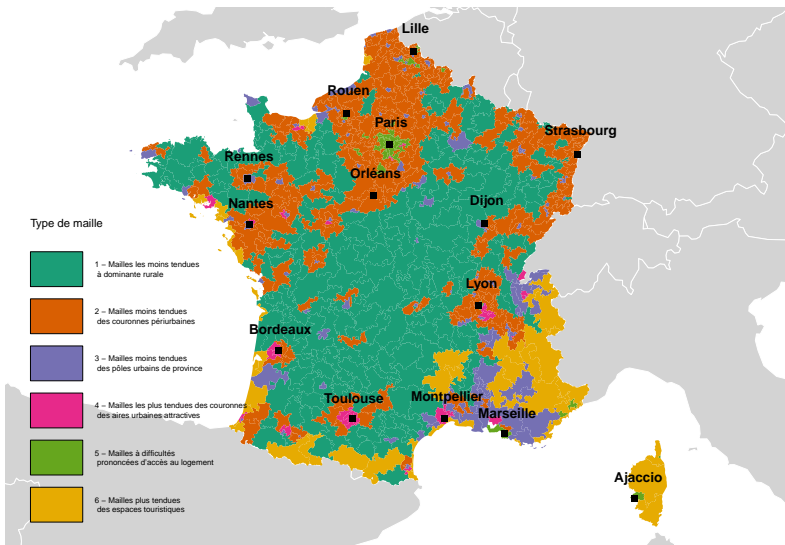 Lille
Rouen
Paris
Strasbourg
Rennes
Orléans
Nantes
Dijon
Type de maille
1 – Mailles les moins tendues
à dominante rurale
2 – Mailles moins tendues
des couronnes périurbaines
Lyon
3 – Mailles moins tendues
des pôles urbains de province
Bordeaux
4 – Mailles les plus tendues des couronnes
des aires urbaines attractives
Toulouse
Montpellier
Marseille
5 – Mailles à difficultés
prononcées d'accès au logement
6 – Mailles plus tendues
des espaces touristiques
Ajaccio